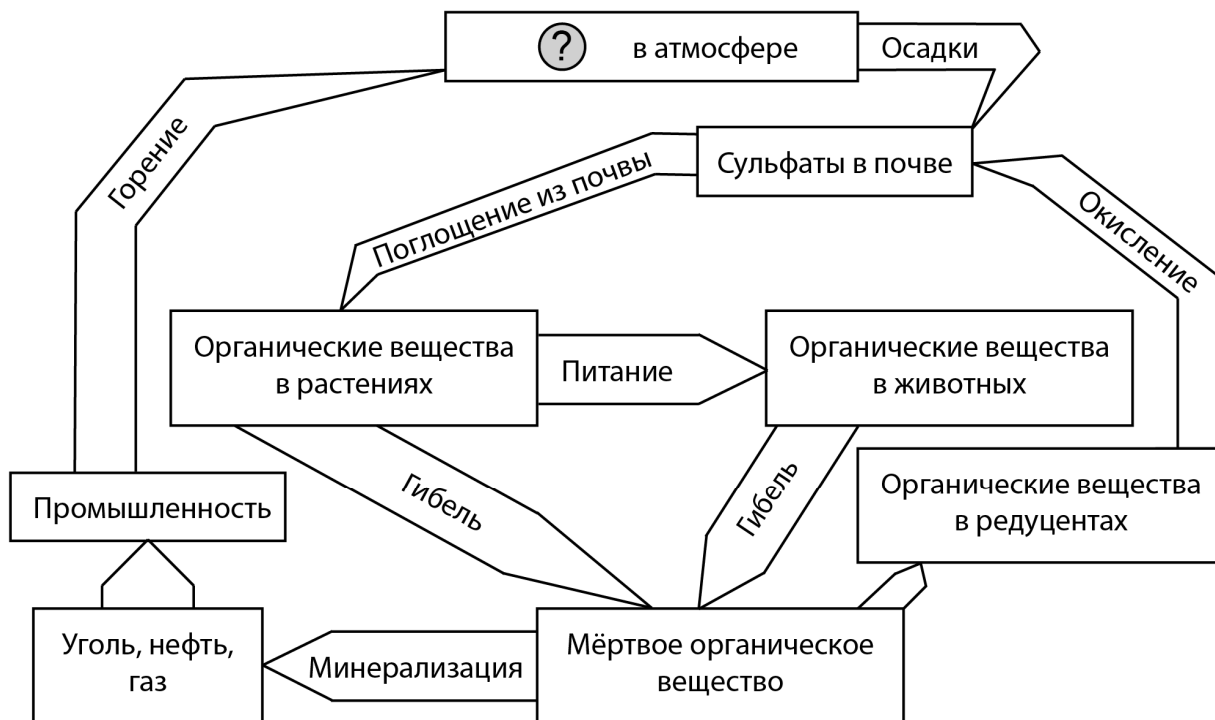 ? в атмосфере
Осадки
Горение
Сульфаты в почве
Поглощение из почвы
Окисление
Органические вещества
в растениях
Питание
Органические вещества
в животных
Гибель
Гибель
Органические вещества
в редуцентах
Промышленность
Уголь, нефть,
газ
Минерализация
Мёртвое органическое
вещество